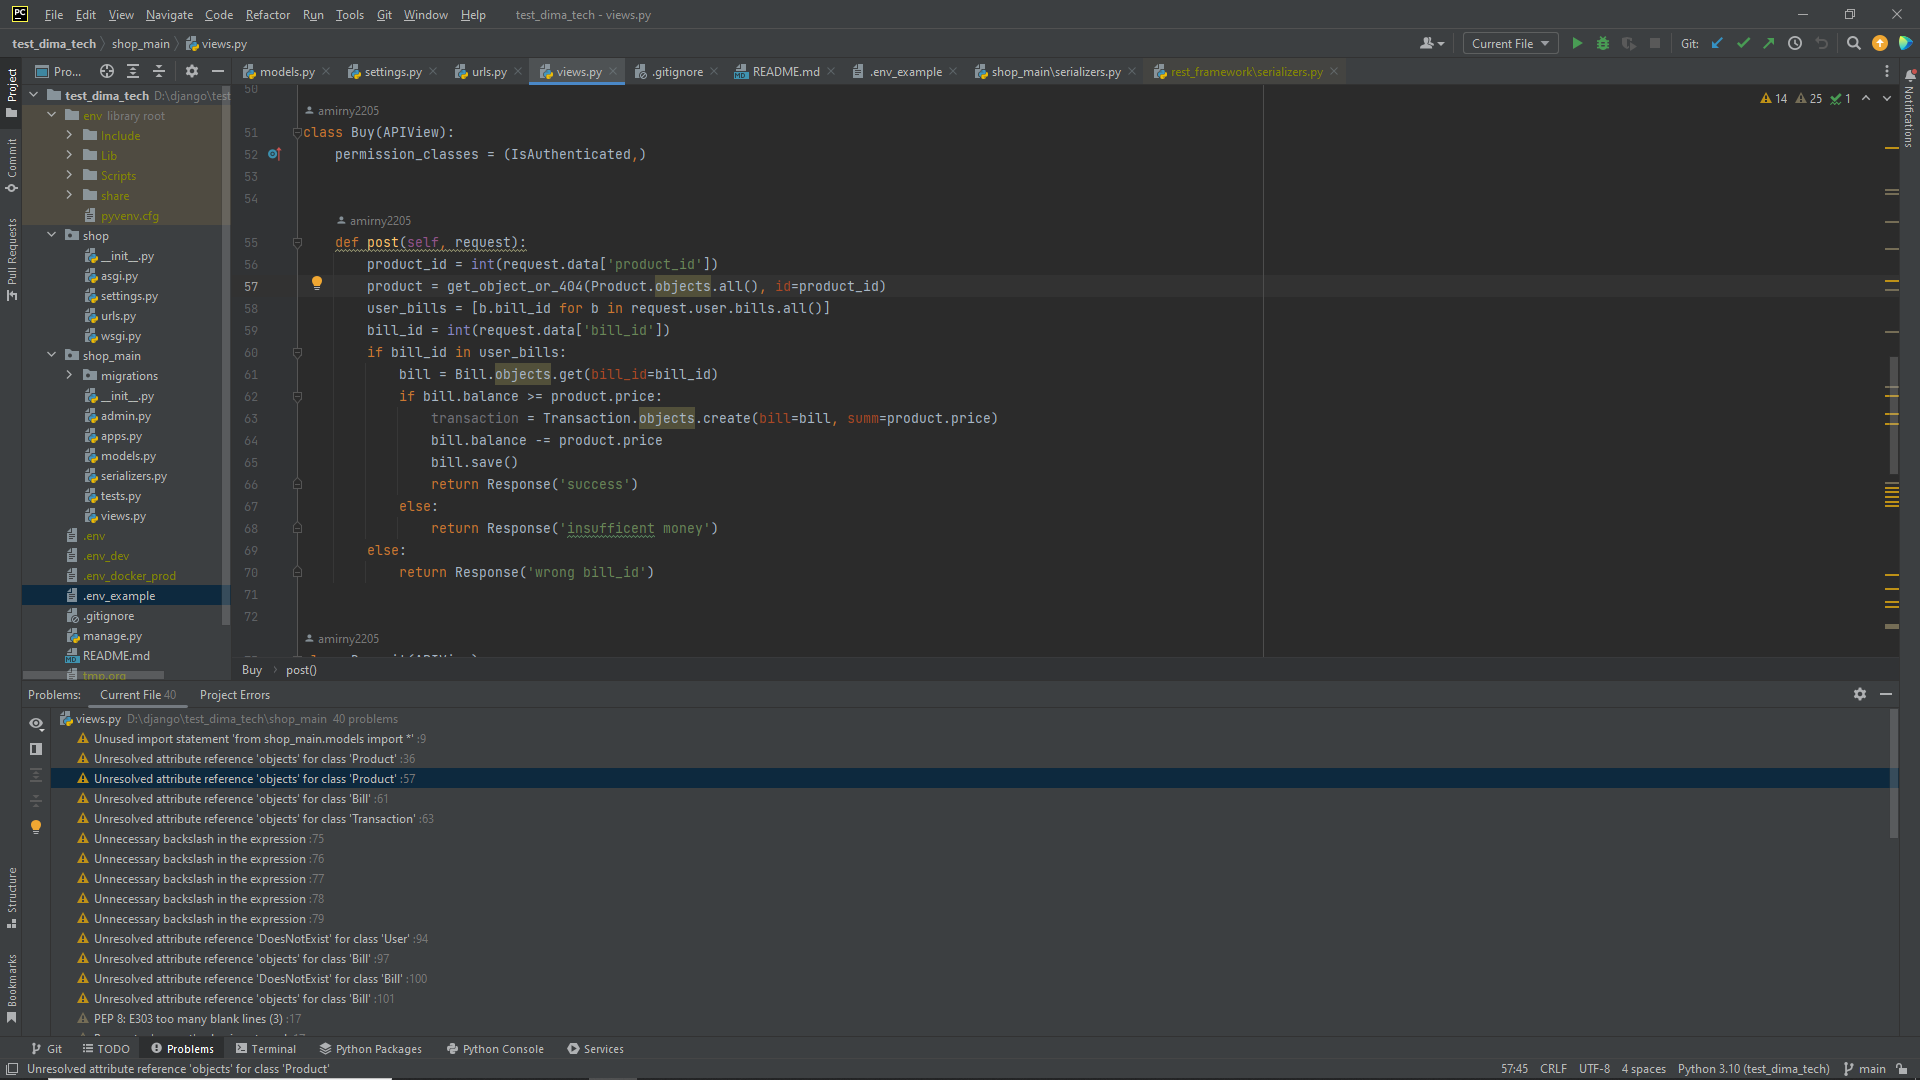 PC File Edit View Navigate Code Refactor Run Tools Git Window Help test_dima_tech - views.py
test_dima_tech shop_main views.py Current File Git:
Pro... models.py settings.py urls.py views.py .gitignore README.md .env_example shop_main\serializers.py rest_framework\serializers.py
Project
Commit
Pull Requests
Structure
Bookmarks
Notifications
test_dima_tech D:\django\test
env library root
Include
Lib
Scripts
share
pyvenv.cfg
shop
__init__.py
asgi.py
settings.py
urls.py
wsgi.py
shop_main
migrations
__init__.py
admin.py
apps.py
models.py
serializers.py
tests.py
views.py
.env
.env_dev
.env_docker_prod
.env_example
.gitignore
manage.py
README.md
tmp.org
14 25 1
50
amirny2205
51 class Buy(APIView):
52 permission_classes = (IsAuthenticated,)
53
54
amirny2205
55 def post(self, request):
56 product_id = int(request.data['product_id'])
57 product = get_object_or_404(Product.objects.all(), id=product_id)
58 user_bills = [b.bill_id for b in request.user.bills.all()]
59 bill_id = int(request.data['bill_id'])
60 if bill_id in user_bills:
61 bill = Bill.objects.get(bill_id=bill_id)
62 if bill.balance >= product.price:
63 transaction = Transaction.objects.create(bill=bill, summ=product.price)
64 bill.balance -= product.price
65 bill.save()
66 return Response('success')
67 else:
68 return Response('insufficent money')
69 else:
70 return Response('wrong bill_id')
71
72
amirny2205
Buy post()
Problems: Current File 40 Project Errors
views.py D:\django\test_dima_tech\shop_main 40 problems
Unused import statement 'from shop_main.models import *' :9
Unresolved attribute reference 'objects' for class 'Product' :36
Unresolved attribute reference 'objects' for class 'Product' :57
Unresolved attribute reference 'objects' for class 'Bill' :61
Unresolved attribute reference 'objects' for class 'Transaction' :63
Unnecessary backslash in the expression :75
Unnecessary backslash in the expression :76
Unnecessary backslash in the expression :77
Unnecessary backslash in the expression :78
Unnecessary backslash in the expression :79
Unresolved attribute reference 'DoesNotExist' for class 'User' :94
Unresolved attribute reference 'objects' for class 'Bill' :97
Unresolved attribute reference 'DoesNotExist' for class 'Bill' :100
Unresolved attribute reference 'objects' for class 'Bill' :101
PEP 8: E303 too many blank lines (3) :17
Git TODO Problems Terminal Python Packages Python Console Services
Unresolved attribute reference 'objects' for class 'Product' 57:45 CRLF UTF-8 4 spaces Python 3.10 (test_dima_tech) main